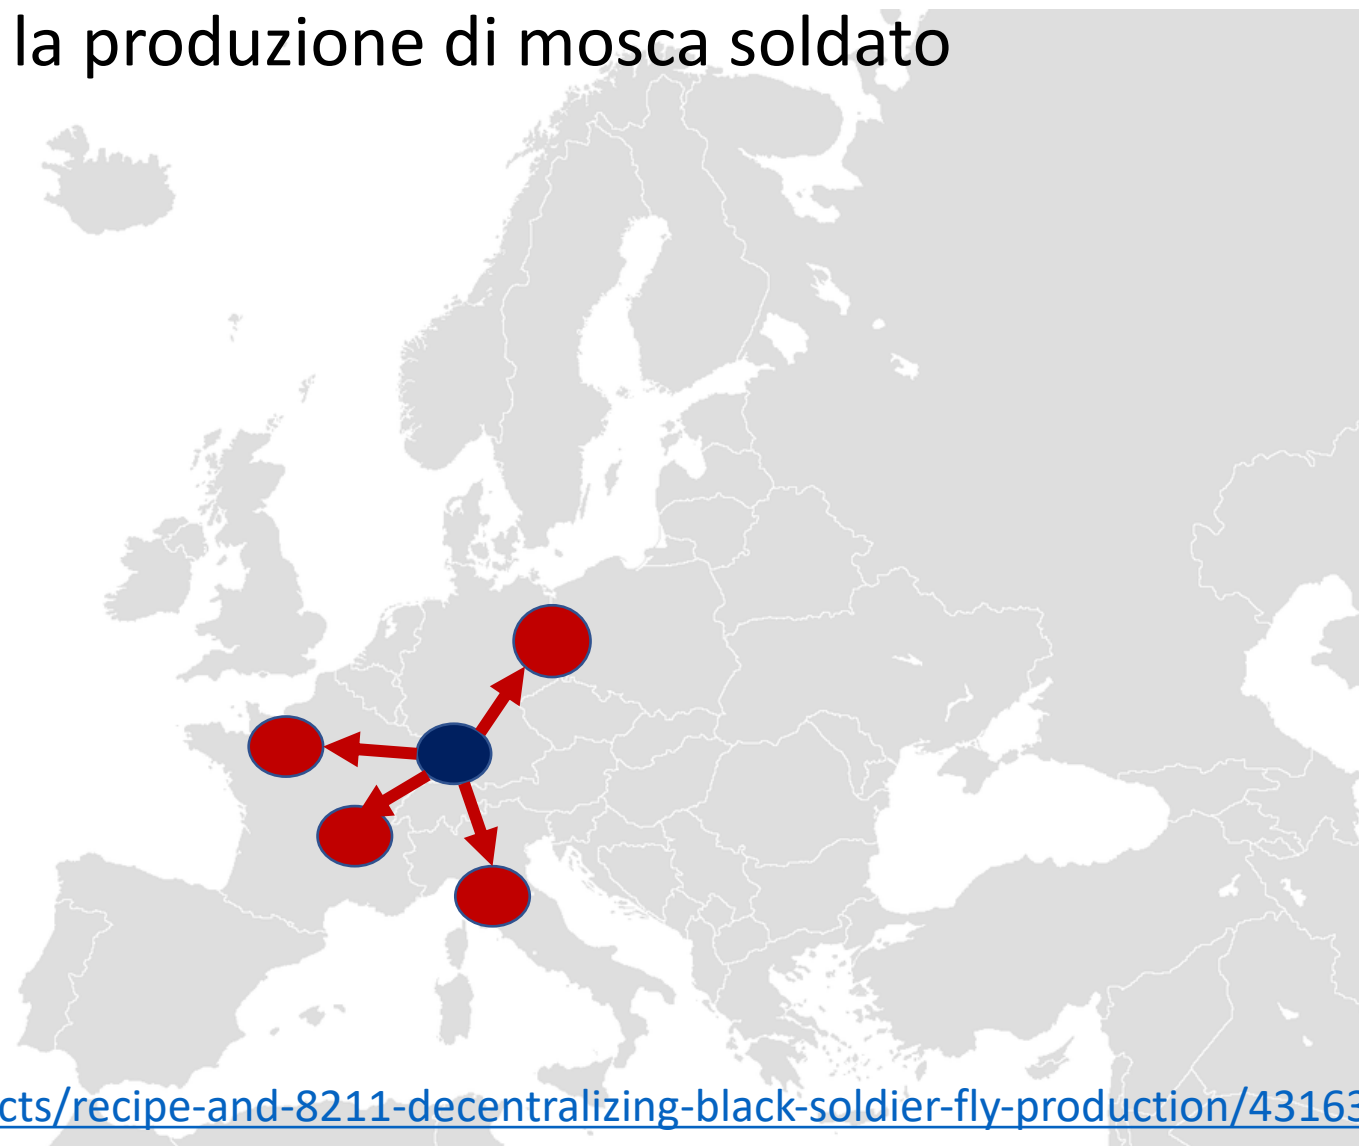 la produzione di mosca soldato
cts/recipe-and-8211-decentralizing-black-soldier-fly-production/43163